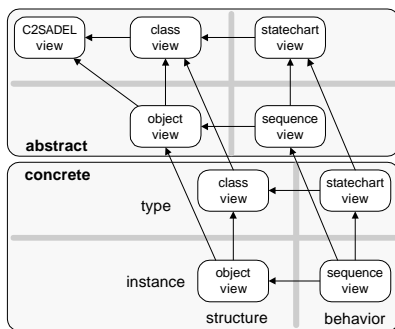 C2SADEL
view
class
view
statechart
view
object
view
sequence
view
abstract
concrete
class
view
statechart
view
type
object
view
sequence
view
instance
structure
behavior